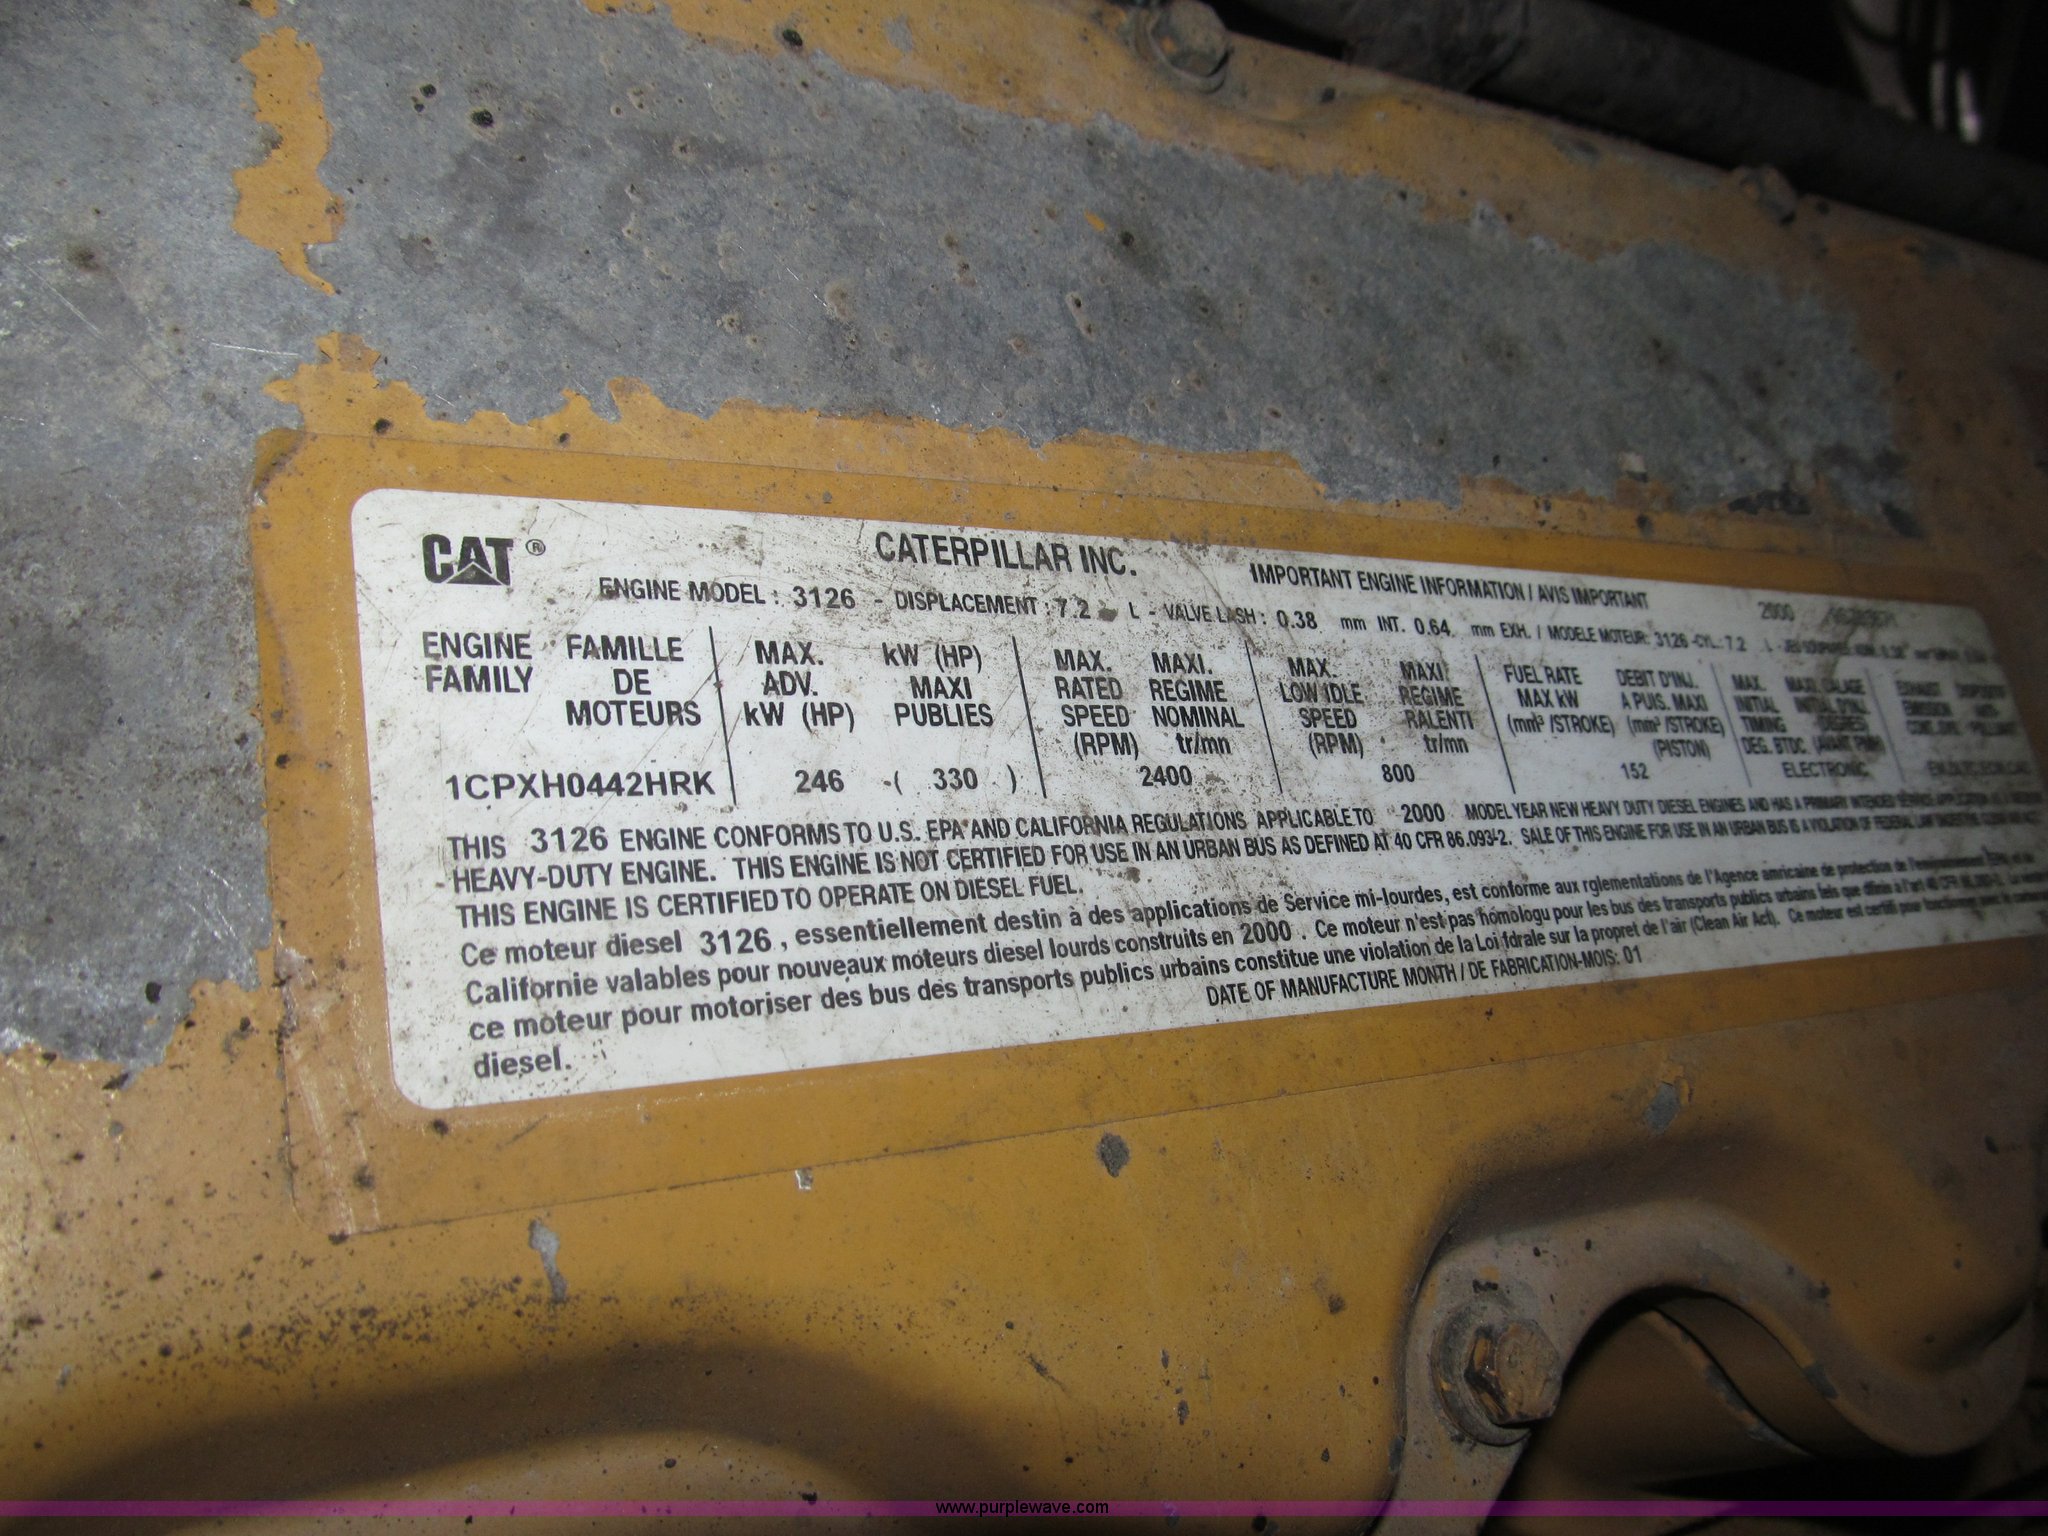 CAT ®
CATERPILLAR INC.
IMPORTANT ENGINE INFORMATION / AVIS IMPORTANT 2000
ENGINE MODEL : 3126 - DISPLACEMENT : 7.2 L - VALVE LASH : 0.38 mm INT. 0.64 mm EXH. / MODELE MOTEUR: 3126 -CYL.: 7.2 L
ENGINE FAMILLE MAX. kW (HP) MAX. MAXI. MAX. MAXI FUEL RATE DEBIT D'INJ. MAX. MAXI CALAGE
FAMILY DE ADV. MAXI RATED REGIME LOW IDLE REGIME MAX kW A PUIS. MAXI INITIAL INITIAL D'INJ.
MOTEURS kW (HP) PUBLIES SPEED NOMINAL SPEED RALENTI (mm³ /STROKE) (mm³ /STROKE) TIMING DEGRES
(RPM) tr/mn (RPM) tr/mn (PISTON) DEG. BTDC. (AVANT PMH)
1CPXH0442HRK 246 ( 330 ) 2400 800 152 ELECTRONIC
THIS 3126 ENGINE CONFORMS TO U.S. EPA AND CALIFORNIA REGULATIONS APPLICABLE TO 2000 MODEL YEAR NEW HEAVY DUTY DIESEL ENGINES AND HAS A PRIMARY INTENDED SERVICE APPLICATION
HEAVY-DUTY ENGINE. THIS ENGINE IS NOT CERTIFIED FOR USE IN AN URBAN BUS AS DEFINED AT 40 CFR 86.093-2. SALE OF THIS ENGINE FOR USE IN AN URBAN BUS IS A VIOLATION OF FEDERAL LAW
THIS ENGINE IS CERTIFIED TO OPERATE ON DIESEL FUEL.
Ce moteur diesel 3126 , essentiellement destin à des applications de Service mi-lourdes, est conforme aux rglementations de l'Agence amricaine de protection de l'environnement
Californie valables pour nouveaux moteurs diesel lourds construits en 2000 . Ce moteur n'est pas homologu pour les bus des transports publics urbains
ce moteur pour motoriser des bus des transports publics urbains constitue une violation de la Loi fdrale sur la propret de l'air (Clean Air Act). Ce moteur est certifi pour
diesel.
DATE OF MANUFACTURE MONTH / DE FABRICATION-MOIS: 01
www.purplewave.com